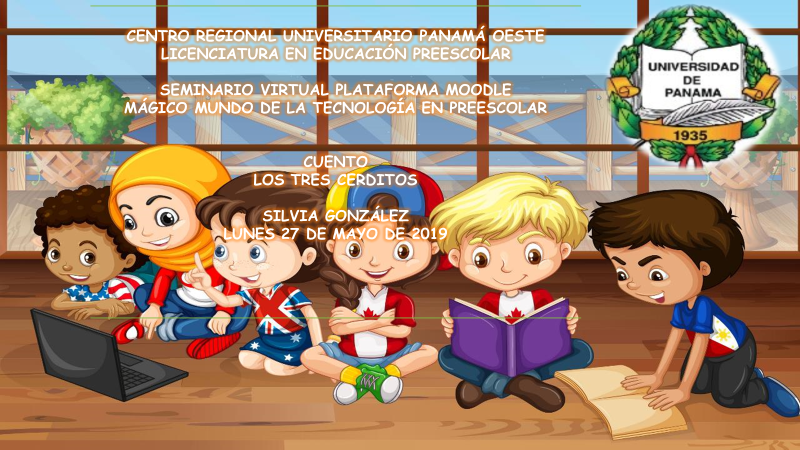 CENTRO REGIONAL UNIVERSITARIO PANAMÁ OESTE
LICENCIATURA EN EDUCACIÓN PREESCOLAR
SEMINARIO VIRTUAL PLATAFORMA MOODLE
MÁGICO MUNDO DE LA TECNOLOGÍA EN PREESCOLAR
CUENTO
LOS TRES CERDITOS
SILVIA GONZÁLEZ
LUNES 27 DE MAYO DE 2019
UNIVERSIDAD
DE
PANAMA
1935